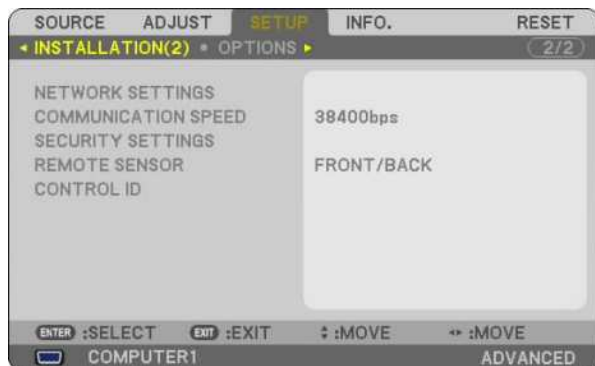 SOURCE ADJUST SETUP INFO. RESET
INSTALLATION(2) • OPTIONS 2/2
NETWORK SETTINGS
COMMUNICATION SPEED 38400bps
SECURITY SETTINGS
REMOTE SENSOR FRONT/BACK
CONTROL ID
ENTER :SELECT EXIT :EXIT :MOVE :MOVE
COMPUTER1 ADVANCED